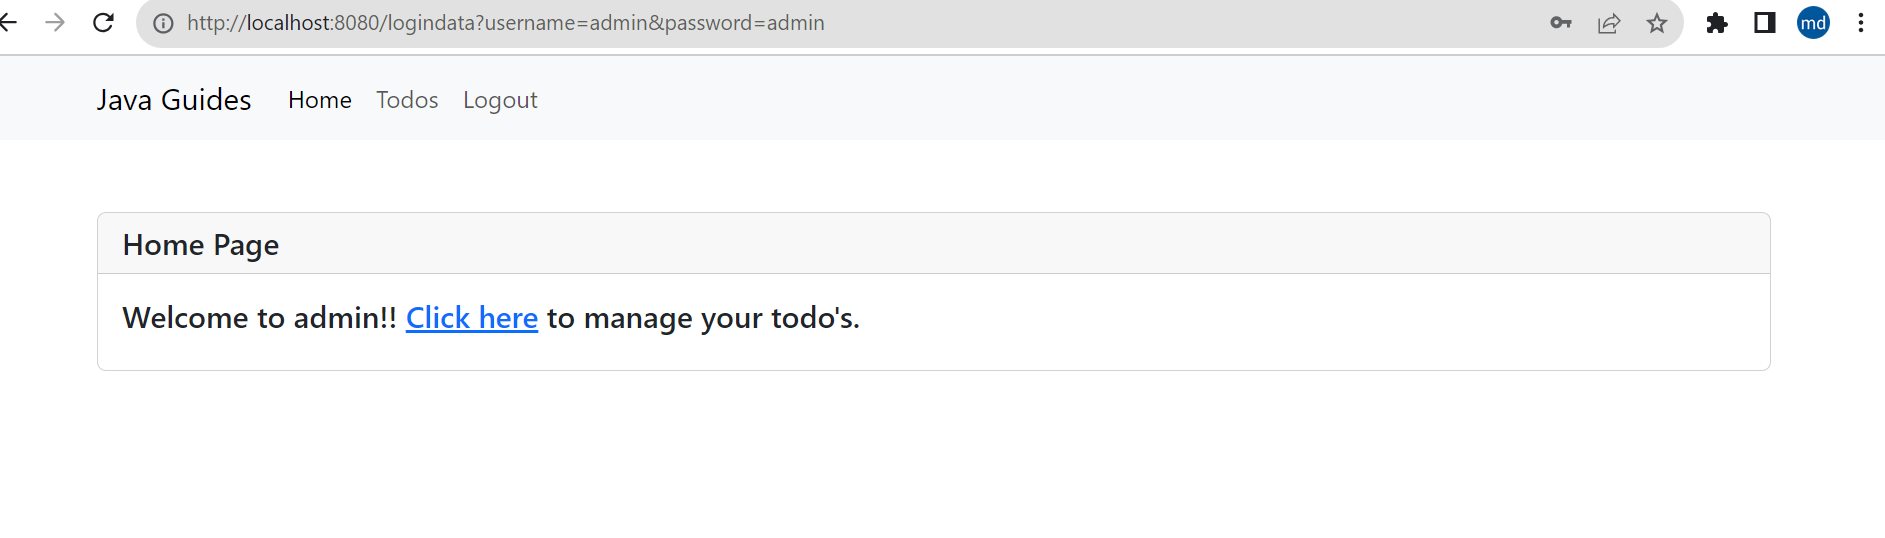 http://localhost:8080/logindata?username=admin&password=admin
md
Java Guides Home Todos Logout
Home Page
Welcome to admin!! Click here to manage your todo's.